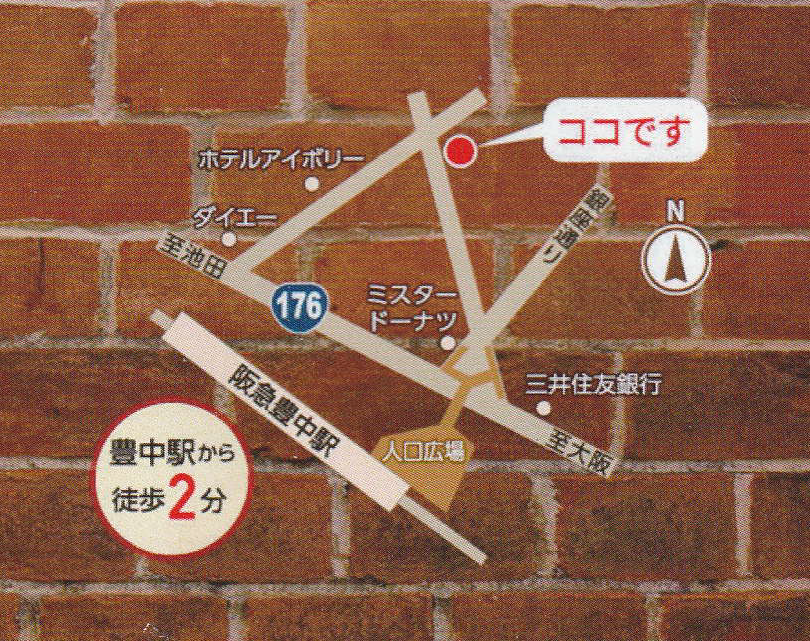 ココです
ホテルアイボリー
ダイエー
至池田
銀座通り
N
176
ミスター
ドーナツ
三井住友銀行
阪急豊中駅
人口広場
至大阪
豊中駅から
徒歩2分